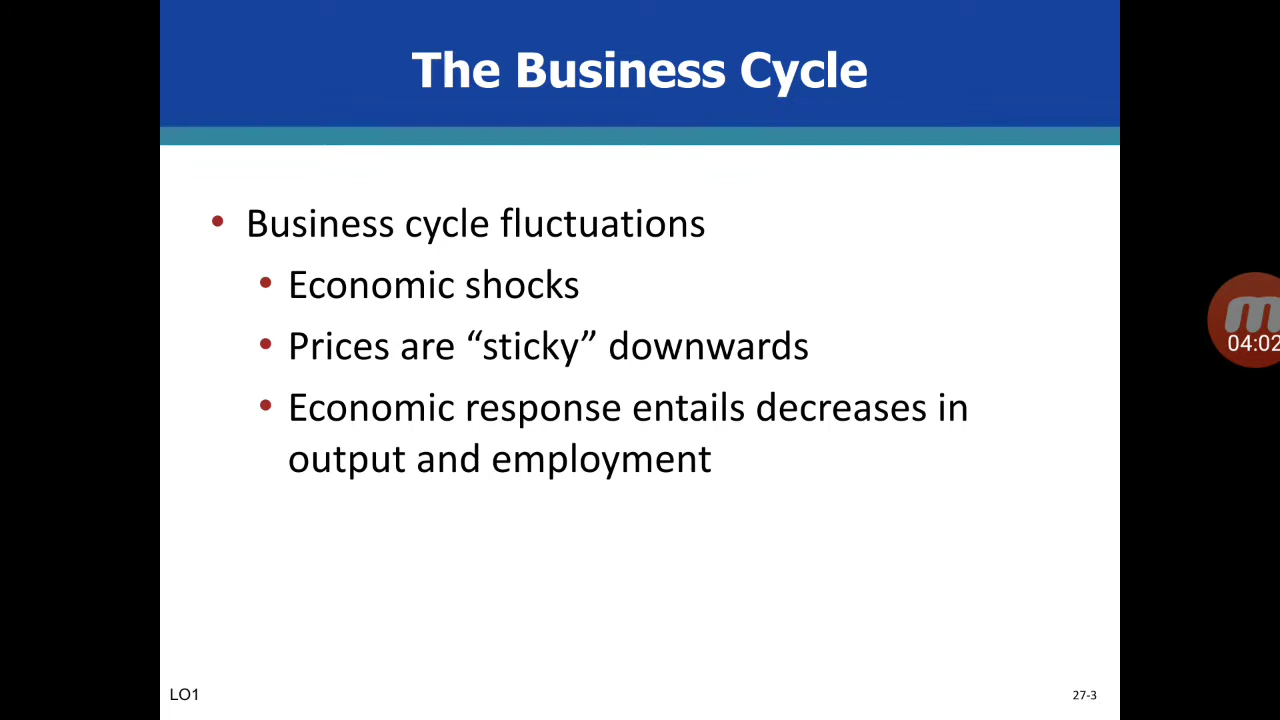 The Business Cycle
• Business cycle fluctuations
• Economic shocks
• Prices are “sticky” downwards
• Economic response entails decreases in
output and employment
m
04:02
LO1
27-3